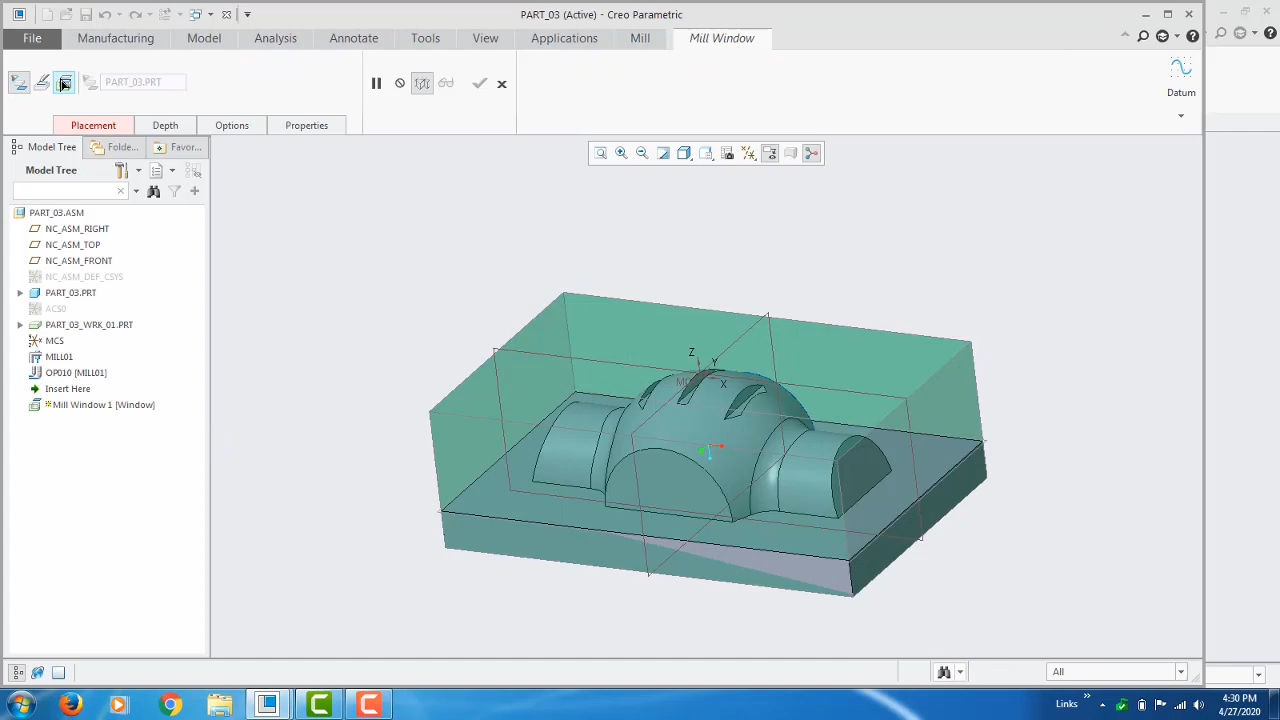 PART_03 (Active) - Creo Parametric
File Manufacturing Model Analysis Annotate Tools View Applications Mill Mill Window
PART_03.PRT
Datum
Placement Depth Options Properties
Model Tree Folde... Favor...
Model Tree
PART_03.ASM
NC_ASM_RIGHT
NC_ASM_TOP
NC_ASM_FRONT
NC_ASM_DEF_CSYS
PART_03.PRT
ACS0
PART_03_WRK_01.PRT
MCS
MILL01
OP010 [MILL01]
Insert Here
Mill Window 1 [Window]
Z
Y
X
All
Links
4:30 PM
4/27/2020